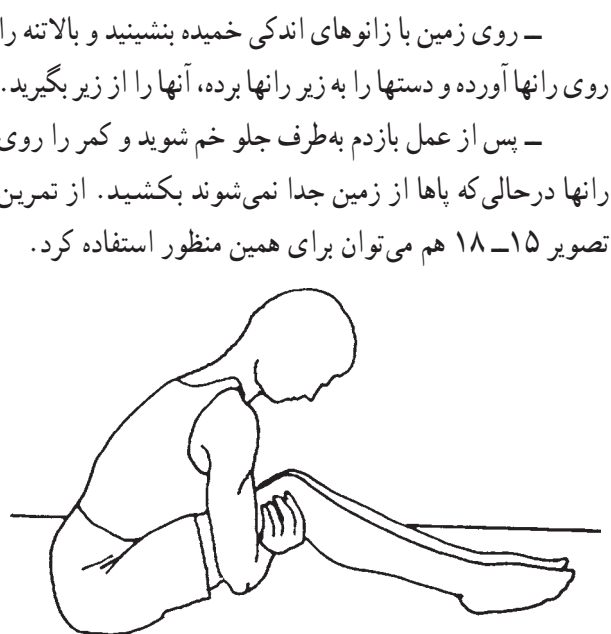 ــ روی زمین با زانوهای اندکی خمیده بنشینید و بالاتنه را
روی رانها آورده و دستها را به زیر رانها برده، آنها را از زیر بگیرید.
ــ پس از عمل بازدم به‌طرف جلو خم شوید و کمر را روی
رانها درحالی‌که پاها از زمین جدا نمی‌شوند بکشید. از تمرین
تصویر ۱۵ــ ۱۸ هم می‌توان برای همین منظور استفاده کرد.